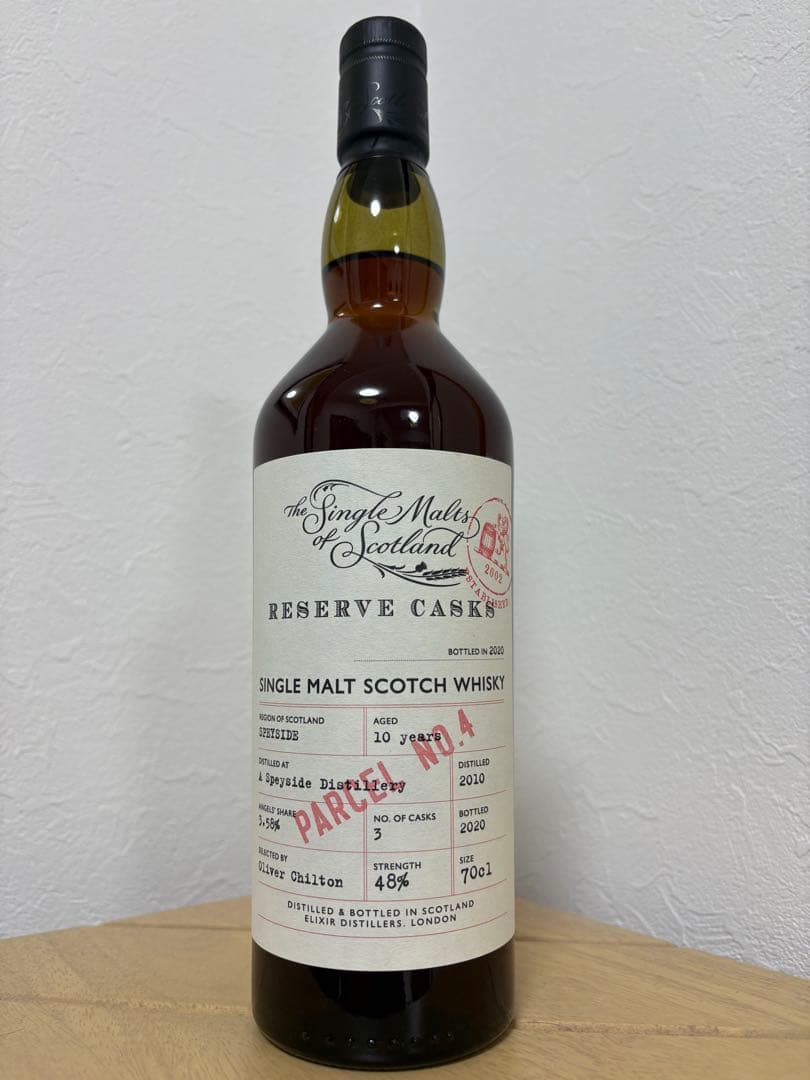 The Single Malts
of Scotland
2002
ESTABLISHED
RESERVE CASKS
BOTTLED IN 2020
SINGLE MALT SCOTCH WHISKY
REGION OF SCOTLAND
SPEYSIDE
AGED
10 years
PARCEL NO.4
DISTILLED AT
A Speyside Distillery
DISTILLED
2010
ANGELS' SHARE
3.58%
NO. OF CASKS
3
BOTTLED
2020
SELECTED BY
Oliver Chilton
STRENGTH
48%
SIZE
70cl
DISTILLED & BOTTLED IN SCOTLAND
ELIXIR DISTILLERS. LONDON